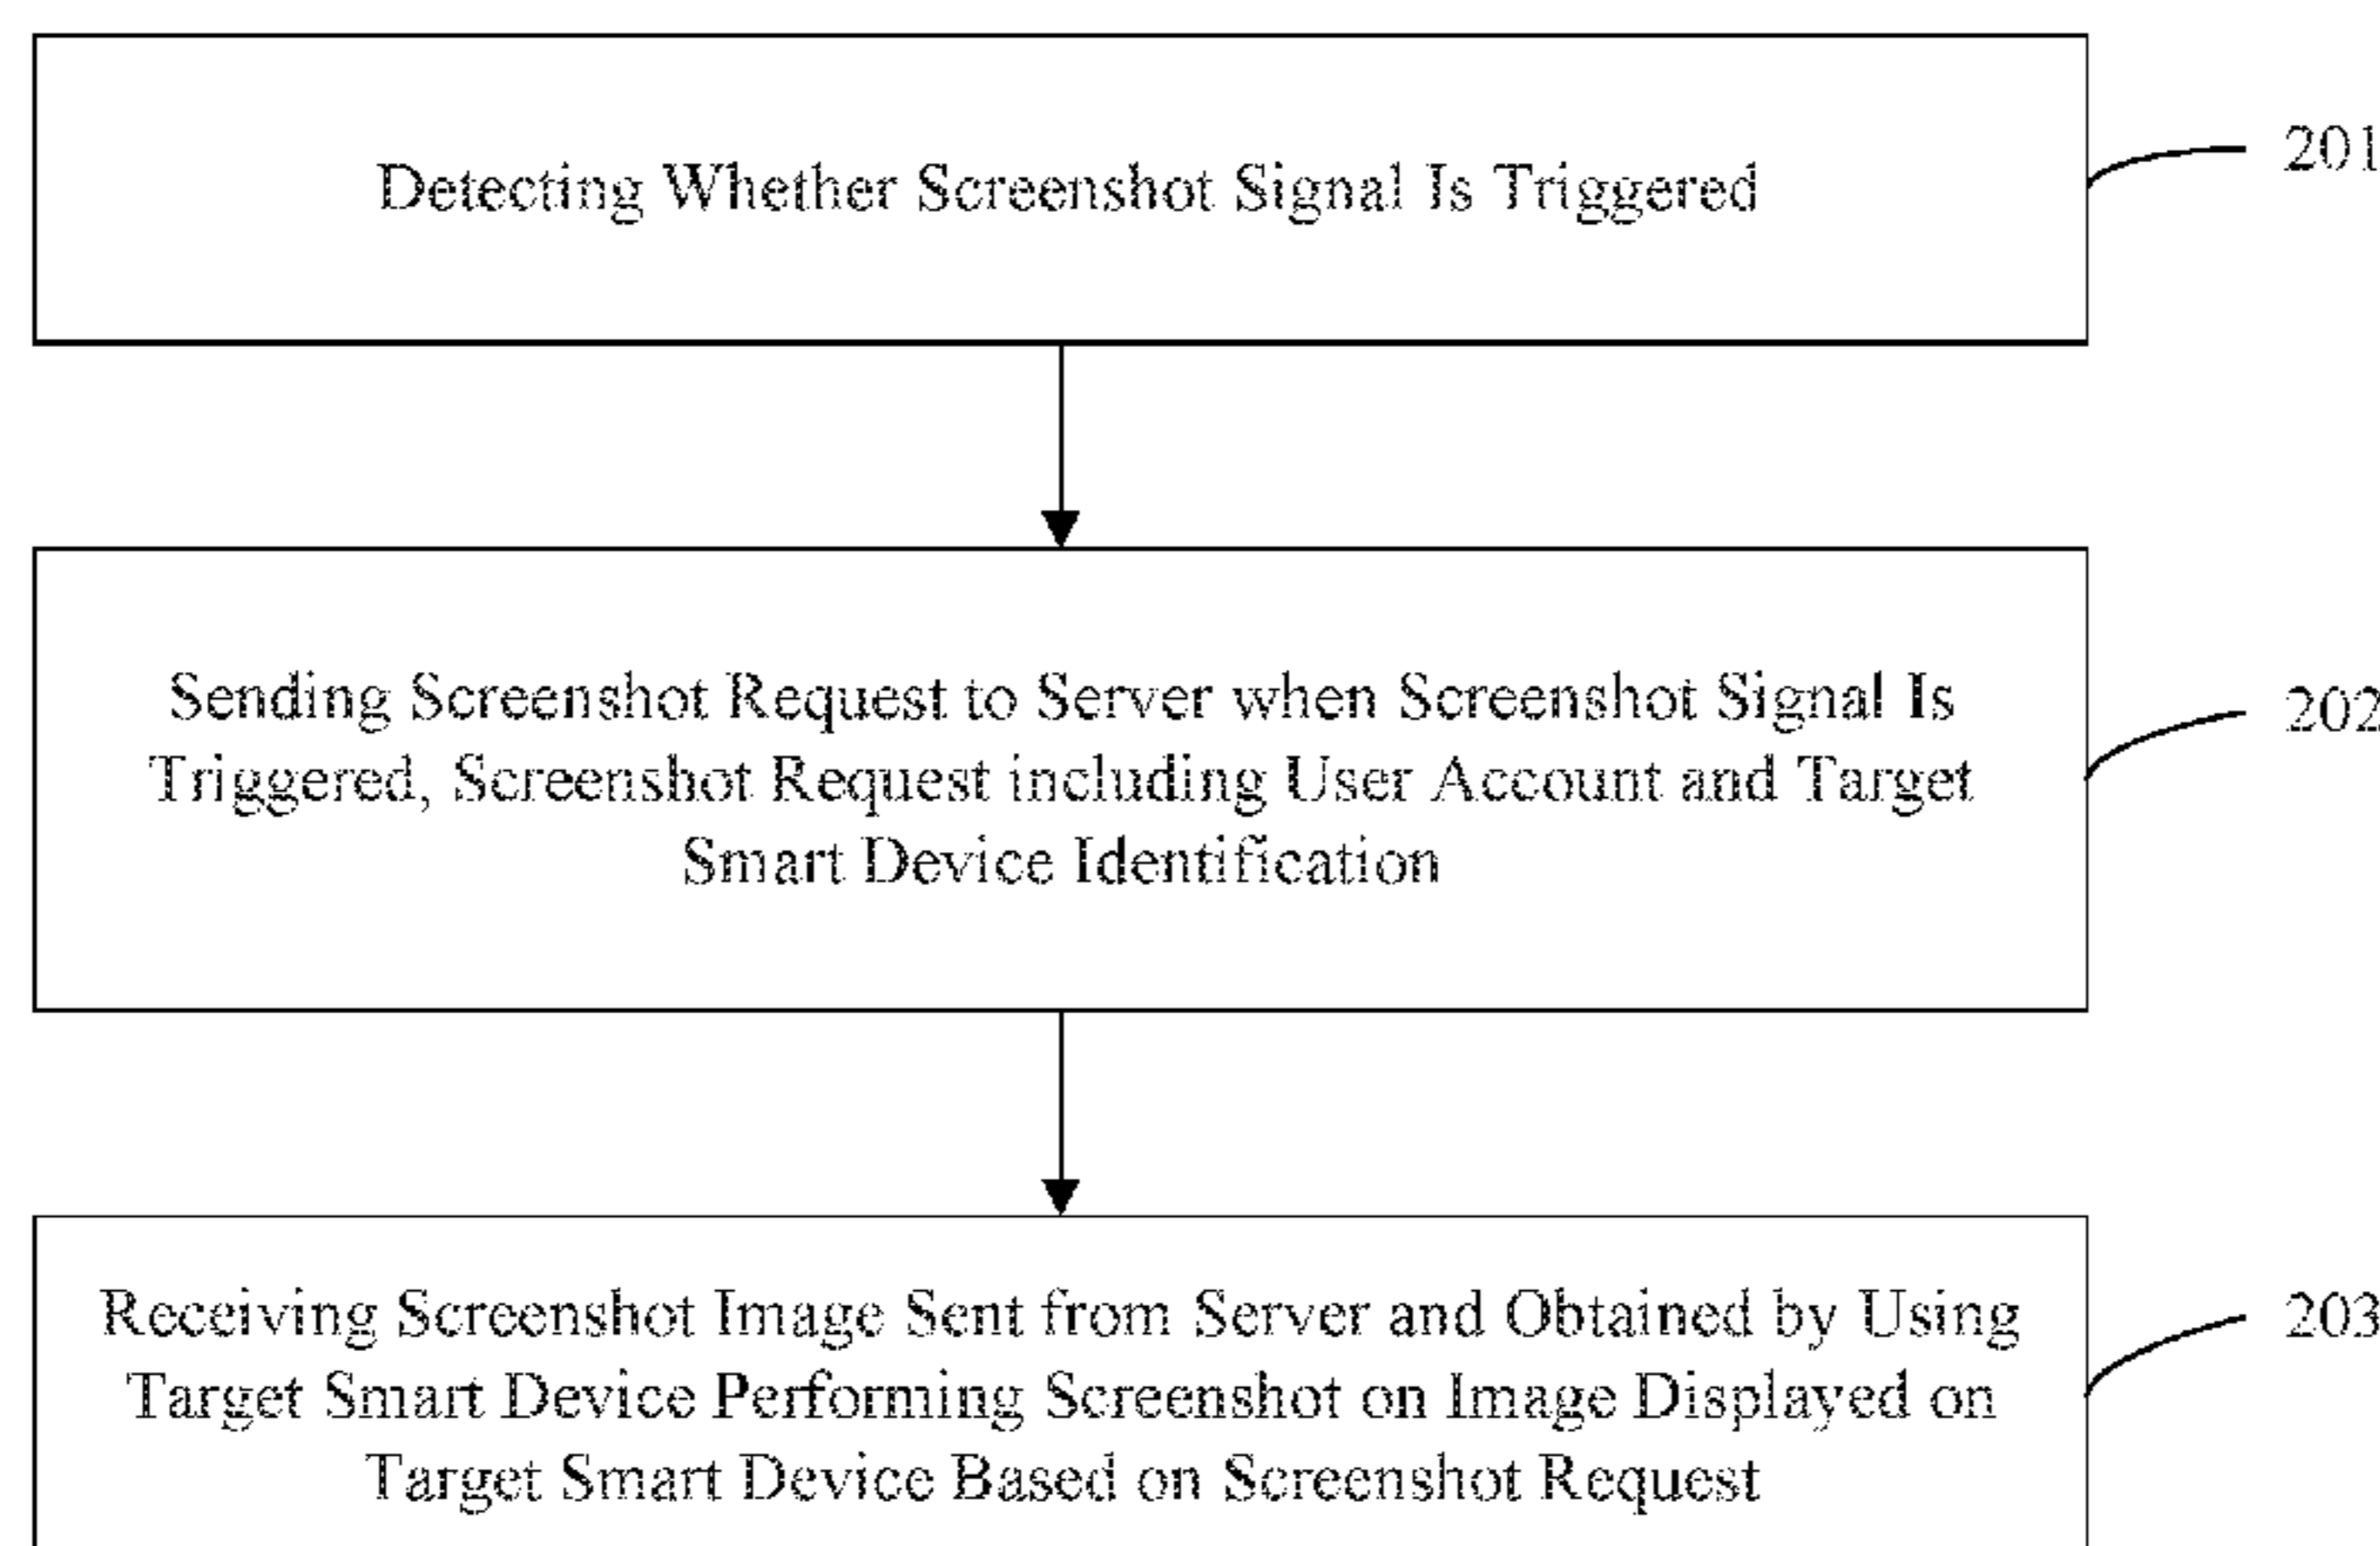 Detecting Whether Screenshot Signal Is Triggered
201
Sending Screenshot Request to Server when Screenshot Signal Is
Triggered, Screenshot Request including User Account and Target
Smart Device Identification
202
Receiving Screenshot Image Sent from Server and Obtained by Using
Target Smart Device Performing Screenshot on Image Displayed on
Target Smart Device Based on Screenshot Request
203